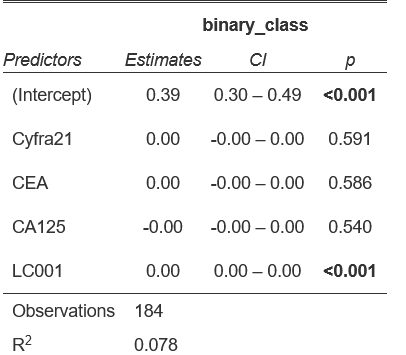 binary_class
Predictors Estimates CI p
(Intercept) 0.39 0.30 – 0.49 <0.001
Cyfra21 0.00 -0.00 – 0.00 0.591
CEA 0.00 -0.00 – 0.00 0.586
CA125 -0.00 -0.00 – 0.00 0.540
LC001 0.00 0.00 – 0.00 <0.001
Observations 184
R² 0.078